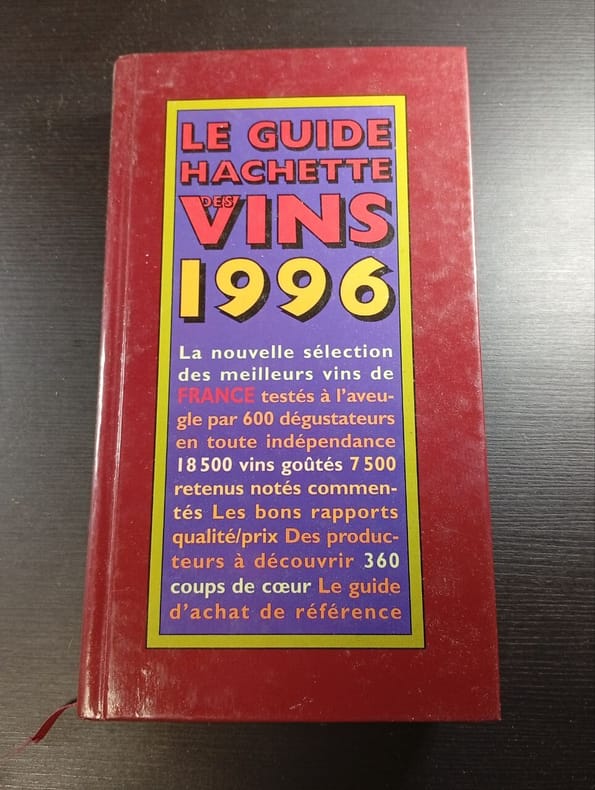 LE GUIDE
HACHETTE
DES
VINS
1996
La nouvelle sélection
des meilleurs vins de
FRANCE testés à l'aveu-
gle par 600 dégustateurs
en toute indépendance
18 500 vins goûtés 7 500
retenus notés commen-
tés Les bons rapports
qualité/prix Des produc-
teurs à découvrir 360
coups de cœur Le guide
d'achat de référence